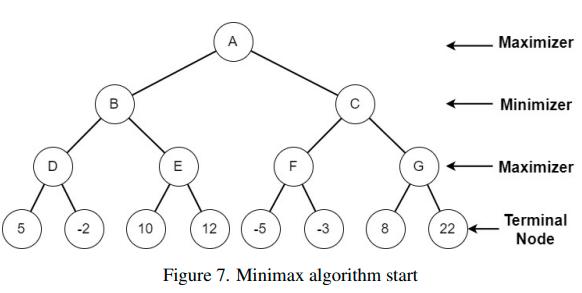 A
Maximizer
B
C
Minimizer
D
E
F
G
Maximizer
5
-2
10
12
-5
-3
8
22
Terminal
Node
Figure 7. Minimax algorithm start